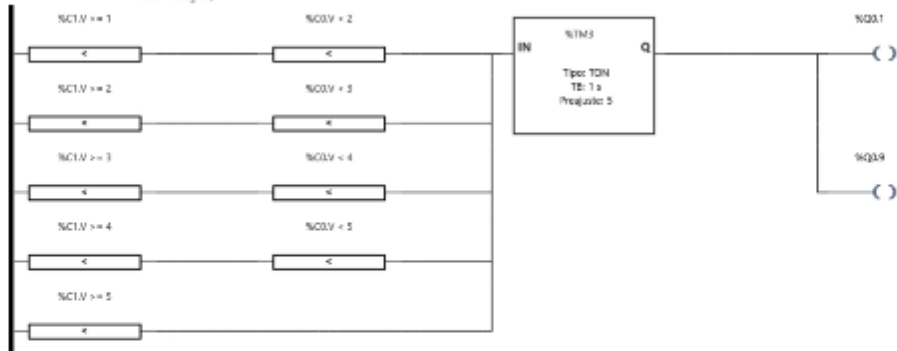 %C1.V >= 1
%C0.V < 2
<
<
%C1.V >= 2
%C0.V < 3
<
<
%C1.V >= 3
%C0.V < 4
<
<
%C1.V >= 4
%C0.V < 5
<
<
%C1.V >= 5
<
%TM3
IN
Q
Tipo: TON
TB: 1 s
Preajuste: 5
%Q0.1
%Q0.9